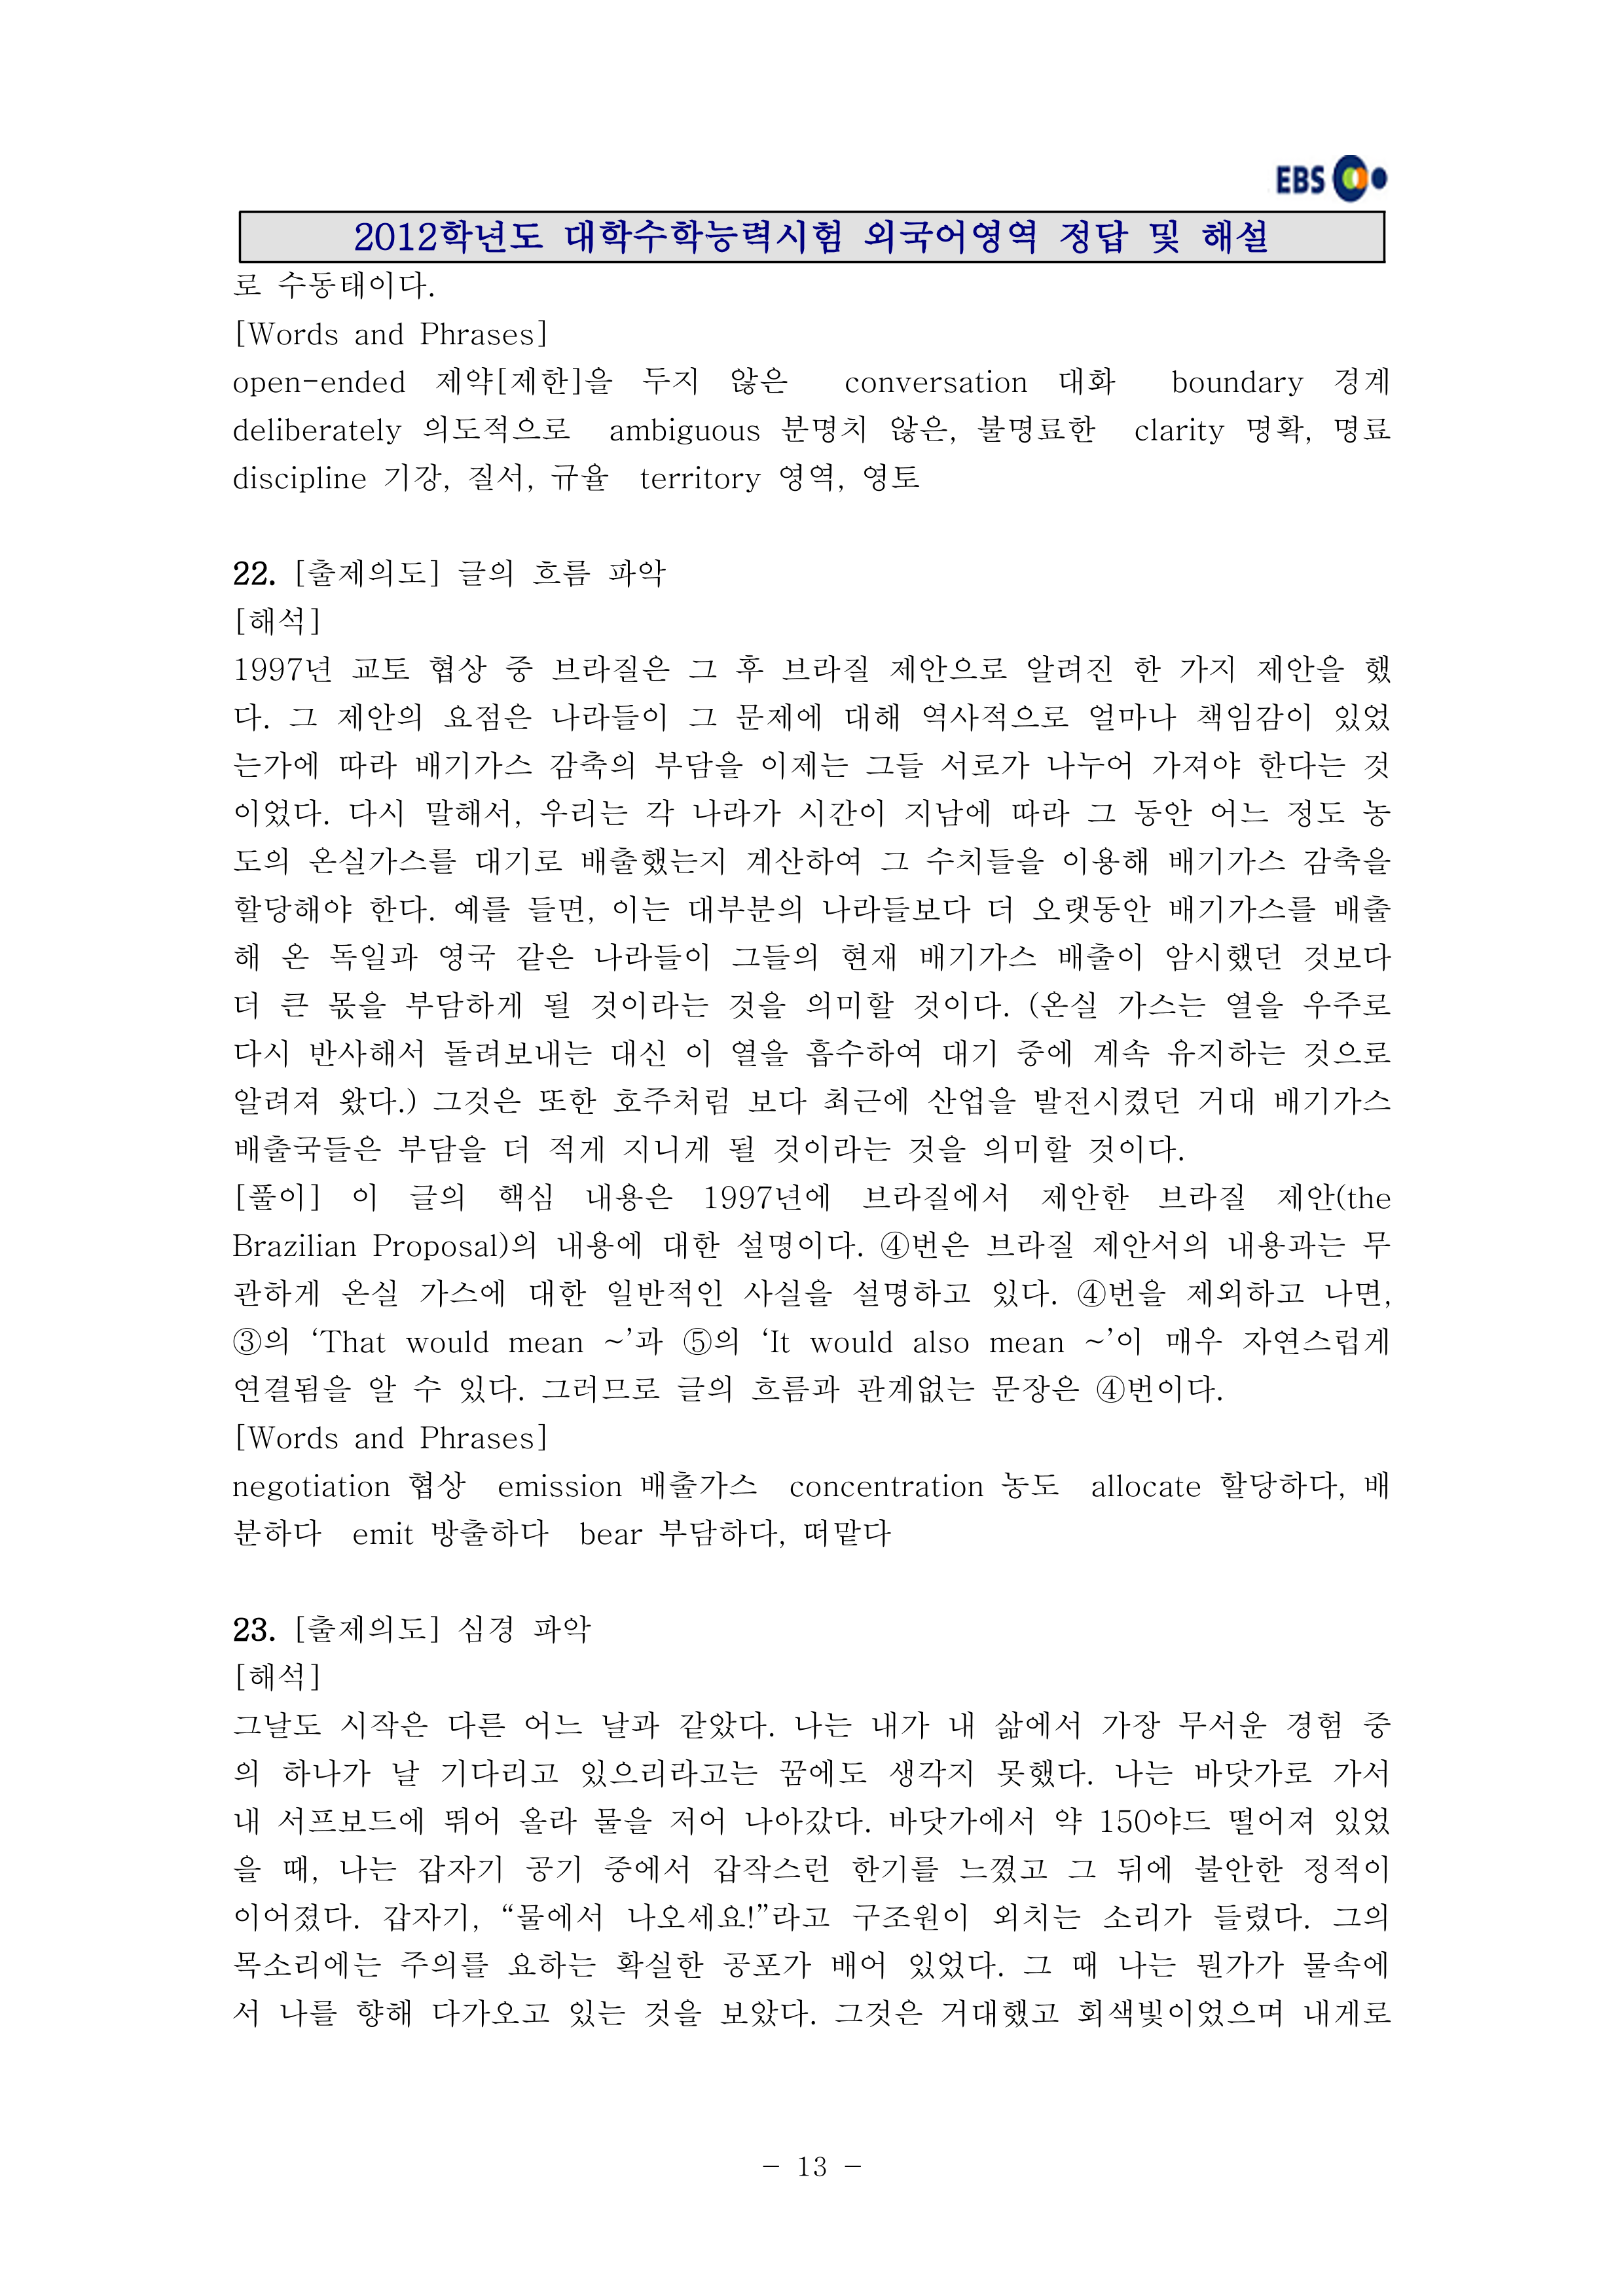 EBS
2012학년도 대학수학능력시험 외국어영역 정답 및 해설
로 수동태이다.
[Words and Phrases]
open-ended 제약[제한]을 두지 않은 conversation 대화 boundary 경계
deliberately 의도적으로 ambiguous 분명치 않은, 불명료한 clarity 명확, 명료
discipline 기강, 질서, 규율 territory 영역, 영토
22. [출제의도] 글의 흐름 파악
[해석]
1997년 교토 협상 중 브라질은 그 후 브라질 제안으로 알려진 한 가지 제안을 했
다. 그 제안의 요점은 나라들이 그 문제에 대해 역사적으로 얼마나 책임감이 있었
는가에 따라 배기가스 감축의 부담을 이제는 그들 서로가 나누어 가져야 한다는 것
이었다. 다시 말해서, 우리는 각 나라가 시간이 지남에 따라 그 동안 어느 정도 농
도의 온실가스를 대기로 배출했는지 계산하여 그 수치들을 이용해 배기가스 감축을
할당해야 한다. 예를 들면, 이는 대부분의 나라들보다 더 오랫동안 배기가스를 배출
해 온 독일과 영국 같은 나라들이 그들의 현재 배기가스 배출이 암시했던 것보다
더 큰 몫을 부담하게 될 것이라는 것을 의미할 것이다. (온실 가스는 열을 우주로
다시 반사해서 돌려보내는 대신 이 열을 흡수하여 대기 중에 계속 유지하는 것으로
알려져 왔다.) 그것은 또한 호주처럼 보다 최근에 산업을 발전시켰던 거대 배기가스
배출국들은 부담을 더 적게 지니게 될 것이라는 것을 의미할 것이다.
[풀이] 이 글의 핵심 내용은 1997년에 브라질에서 제안한 브라질 제안(the
Brazilian Proposal)의 내용에 대한 설명이다. ④번은 브라질 제안서의 내용과는 무
관하게 온실 가스에 대한 일반적인 사실을 설명하고 있다. ④번을 제외하고 나면,
③의 ‘That would mean ~’과 ⑤의 ‘It would also mean ~’이 매우 자연스럽게
연결됨을 알 수 있다. 그러므로 글의 흐름과 관계없는 문장은 ④번이다.
[Words and Phrases]
negotiation 협상 emission 배출가스 concentration 농도 allocate 할당하다, 배
분하다 emit 방출하다 bear 부담하다, 떠맡다
23. [출제의도] 심경 파악
[해석]
그날도 시작은 다른 어느 날과 같았다. 나는 내가 내 삶에서 가장 무서운 경험 중
의 하나가 날 기다리고 있으리라고는 꿈에도 생각지 못했다. 나는 바닷가로 가서
내 서프보드에 뛰어 올라 물을 저어 나아갔다. 바닷가에서 약 150야드 떨어져 있었
을 때, 나는 갑자기 공기 중에서 갑작스런 한기를 느꼈고 그 뒤에 불안한 정적이
이어졌다. 갑자기, “물에서 나오세요!”라고 구조원이 외치는 소리가 들렸다. 그의
목소리에는 주의를 요하는 확실한 공포가 배어 있었다. 그 때 나는 뭔가가 물속에
서 나를 향해 다가오고 있는 것을 보았다. 그것은 거대했고 회색빛이었으며 내게로
- 13 -